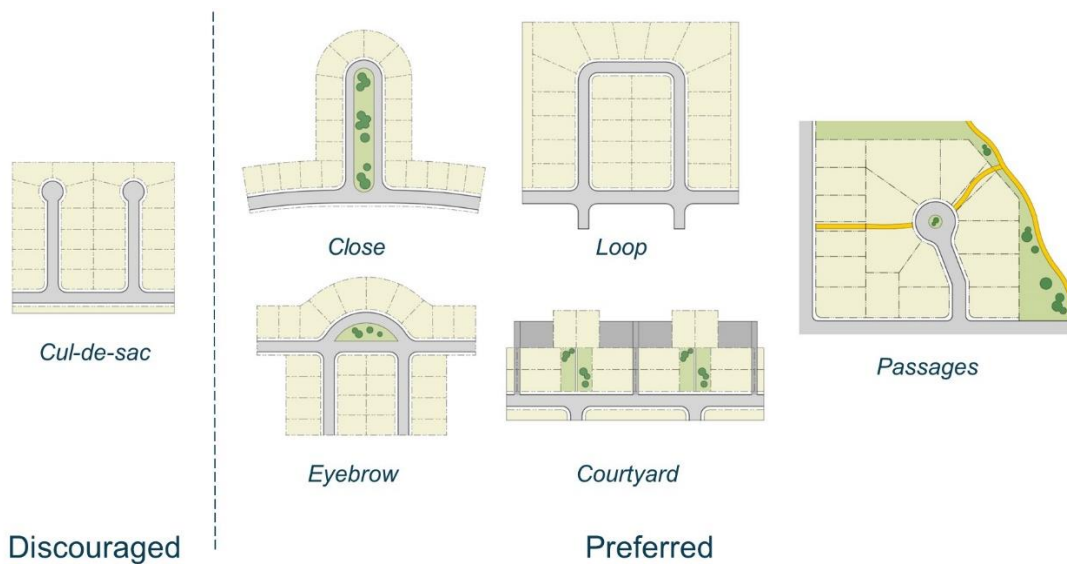 Close
Loop
Cul-de-sac
Passages
Eyebrow
Courtyard
Discouraged
Preferred